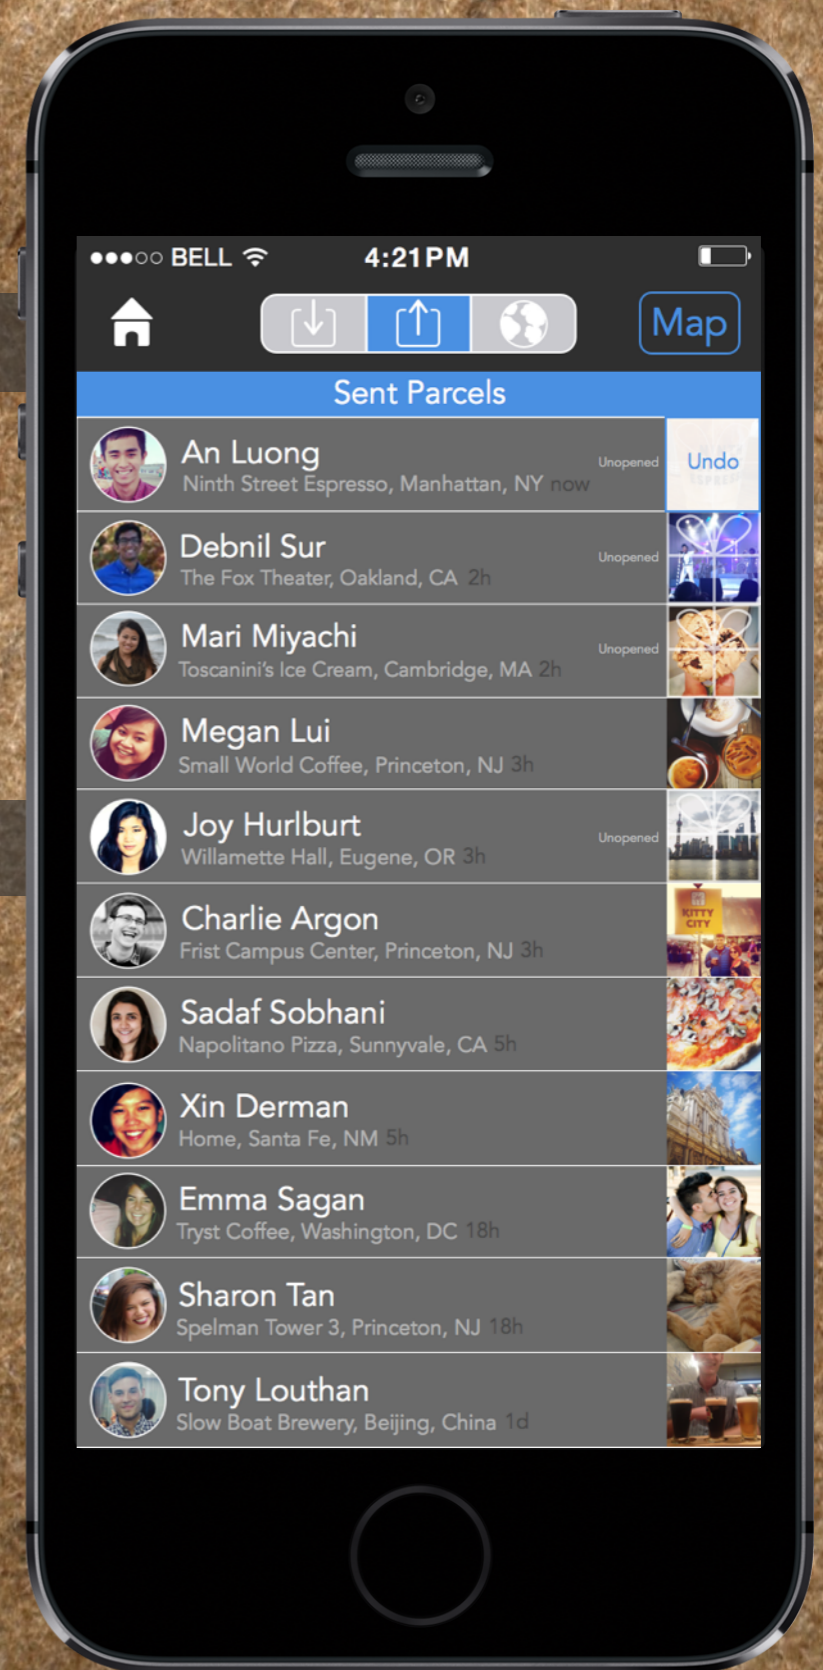 BELL 4:21PM
Map
Sent Parcels
An Luong
Ninth Street Espresso, Manhattan, NY now
Unopened
Undo
Debnil Sur
The Fox Theater, Oakland, CA 2h
Unopened
Mari Miyachi
Toscanini's Ice Cream, Cambridge, MA 2h
Unopened
Megan Lui
Small World Coffee, Princeton, NJ 3h
Joy Hurlburt
Willamette Hall, Eugene, OR 3h
Unopened
Charlie Argon
Frist Campus Center, Princeton, NJ 3h
KITTY
CITY
Sadaf Sobhani
Napolitano Pizza, Sunnyvale, CA 5h
Xin Derman
Home, Santa Fe, NM 5h
Emma Sagan
Tryst Coffee, Washington, DC 18h
Sharon Tan
Spelman Tower 3, Princeton, NJ 18h
Tony Louthan
Slow Boat Brewery, Beijing, China 1d